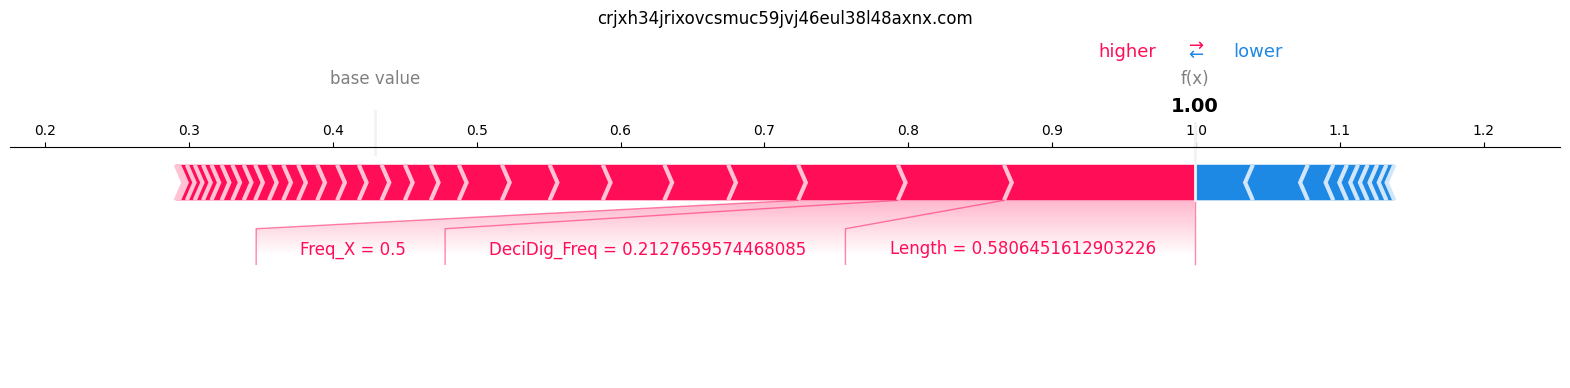 crjxh34jrixovcsmuc59jvj46eul38l48axnx.com
higher → ← lower
base value f(x)
1.00
0.2 0.3 0.4 0.5 0.6 0.7 0.8 0.9 1.0 1.1 1.2
Freq_X = 0.5 DeciDig_Freq = 0.2127659574468085 Length = 0.5806451612903226